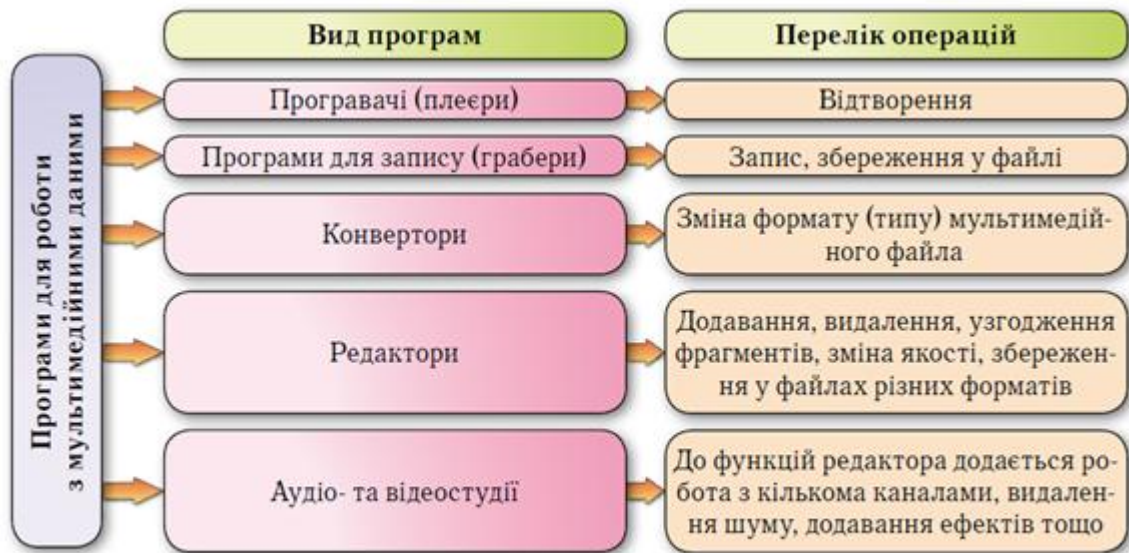 Програми для роботи
з мультимедійними даними
Вид програм
Перелік операцій
Програвачі (плеєри)
Відтворення
Програми для запису (грабери)
Запис, збереження у файлі
Конвертори
Зміна формату (типу) мультимедій-
ного файла
Редактори
Додавання, видалення, узгодження
фрагментів, зміна якості, збережен-
ня у файлах різних форматів
Аудіо- та відеостудії
До функцій редактора додається ро-
бота з кількома каналами, видален-
ня шуму, додавання ефектів тощо